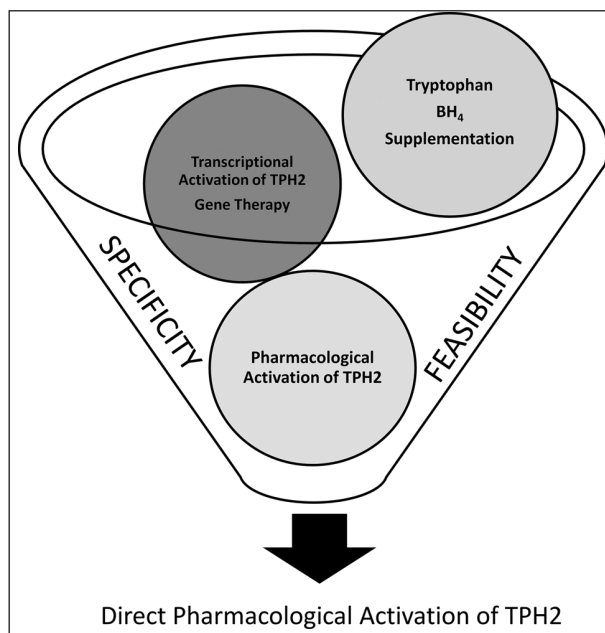 Tryptophan
BH₄
Supplementation
Transcriptional
Activation of TPH2
Gene Therapy
SPECIFICITY
FEASIBILITY
Pharmacological
Activation of TPH2
Direct Pharmacological Activation of TPH2